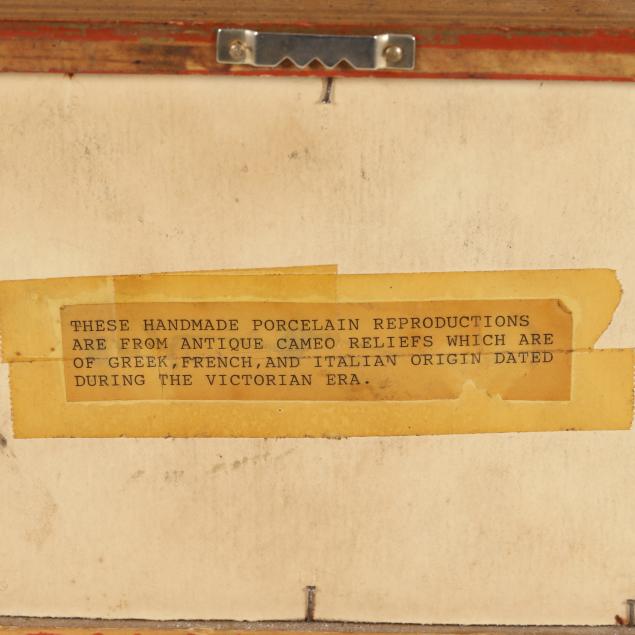 THESE HANDMADE PORCELAIN REPRODUCTIONS
ARE FROM ANTIQUE CAMEO RELIEFS WHICH ARE
OF GREEK,FRENCH,AND ITALIAN ORIGIN DATED
DURING THE VICTORIAN ERA.